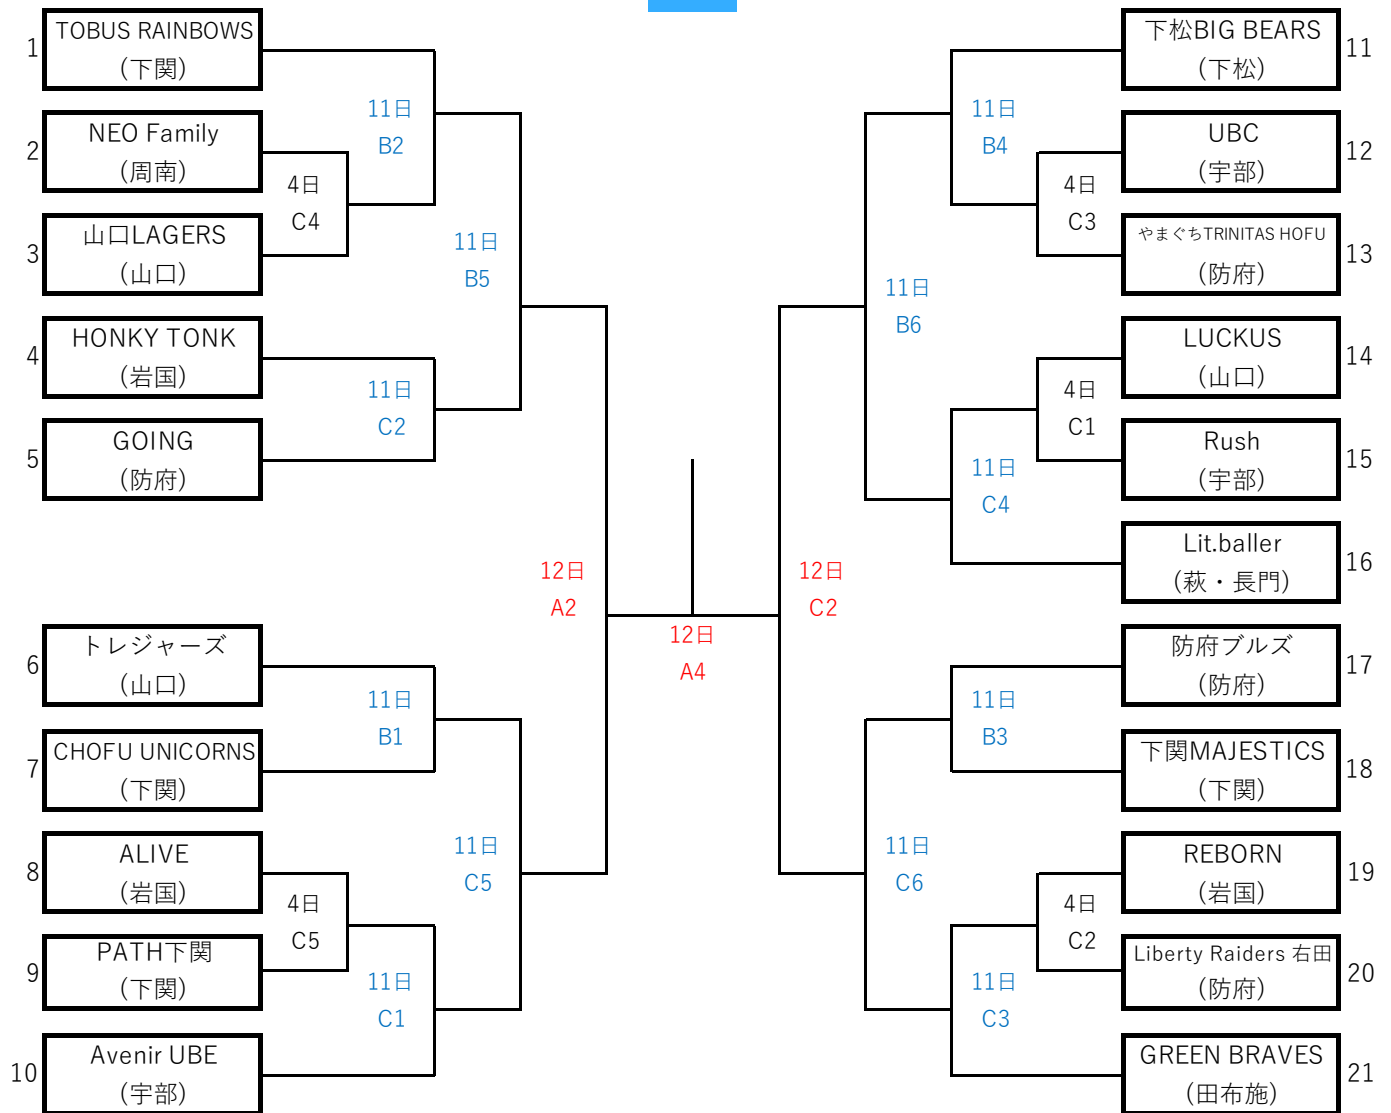 1
TOBUS RAINBOWS
(下関)
2
NEO Family
(周南)
3
山口LAGERS
(山口)
4
HONKY TONK
(岩国)
5
GOING
(防府)
6
トレジャーズ
(山口)
7
CHOFU UNICORNS
(下関)
8
ALIVE
(岩国)
9
PATH下関
(下関)
10
Avenir UBE
(宇部)
4日
C4
4日
C5
11日
B2
11日
C2
11日
B1
11日
C1
11日
B5
11日
C5
12日
A2
12日
A4
12日
C2
11日
B6
11日
C6
11日
B4
11日
C4
11日
B3
11日
C3
4日
C3
4日
C1
4日
C2
下松BIG BEARS
(下松)
11
UBC
(宇部)
12
やまぐちTRINITAS HOFU
(防府)
13
LUCKUS
(山口)
14
Rush
(宇部)
15
Lit.baller
(萩・長門)
16
防府ブルズ
(防府)
17
下関MAJESTICS
(下関)
18
REBORN
(岩国)
19
Liberty Raiders 右田
(防府)
20
GREEN BRAVES
(田布施)
21